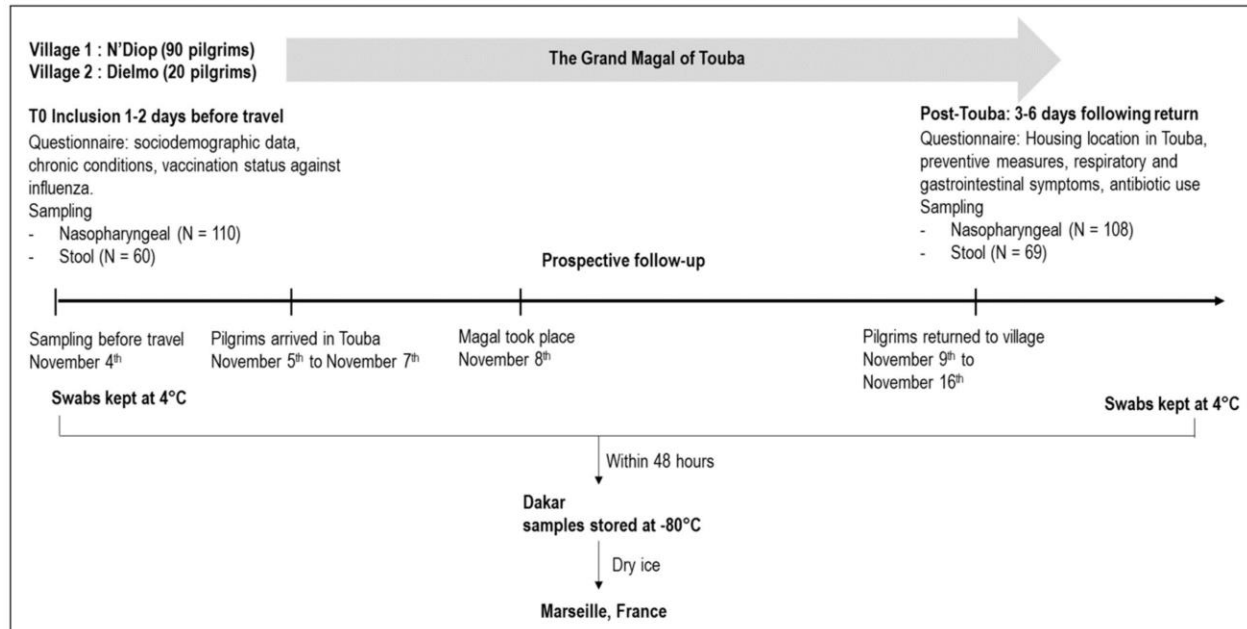 Village 1 : N'Diop (90 pilgrims)
Village 2 : Dielmo (20 pilgrims)
The Grand Magal of Touba
T0 Inclusion 1-2 days before travel
Questionnaire: sociodemographic data,
chronic conditions, vaccination status against
influenza.
Sampling
- Nasopharyngeal (N = 110)
- Stool (N = 60)
Post-Touba: 3-6 days following return
Questionnaire: Housing location in Touba,
preventive measures, respiratory and
gastrointestinal symptoms, antibiotic use
Sampling
- Nasopharyngeal (N = 108)
- Stool (N = 69)
Prospective follow-up
Sampling before travel
November 4th
Pilgrims arrived in Touba
November 5th to November 7th
Magal took place
November 8th
Pilgrims returned to village
November 9th to
November 16th
Swabs kept at 4°C
Swabs kept at 4°C
Within 48 hours
Dakar
samples stored at -80°C
Dry ice
Marseille, France